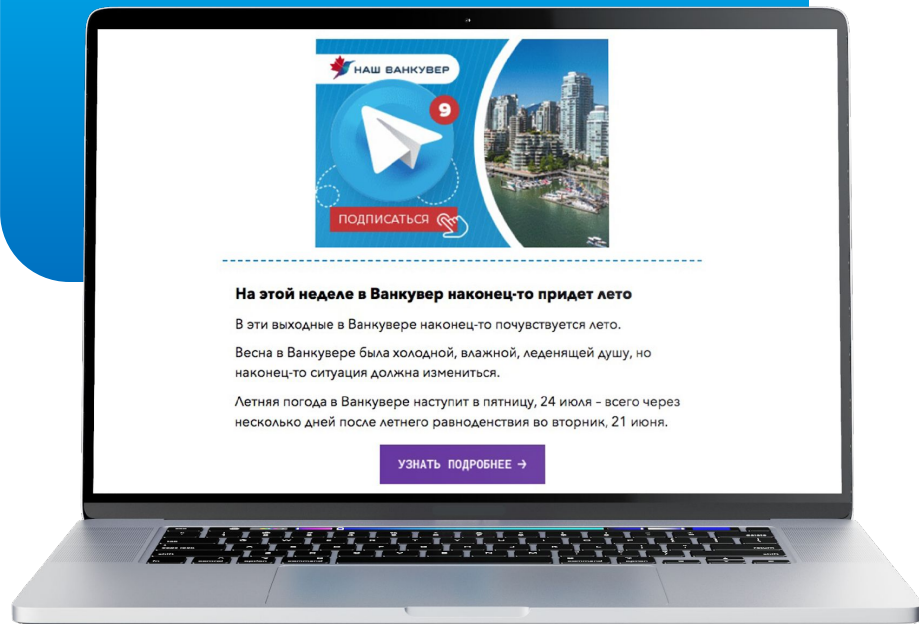 НАШ ВАНКУВЕР
9
ПОДПИСАТЬСЯ
На этой неделе в Ванкувер наконец-то придет лето
В эти выходные в Ванкувере наконец-то почувствуется лето.
Весна в Ванкувере была холодной, влажной, леденящей душу, но
наконец-то ситуация должна измениться.
Летняя погода в Ванкувере наступит в пятницу, 24 июля – всего через
несколько дней после летнего равноденствия во вторник, 21 июня.
УЗНАТЬ ПОДРОБНЕЕ →